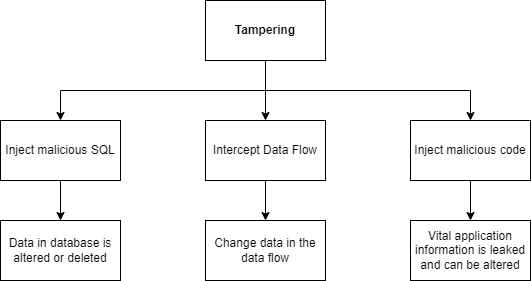 Tampering
Inject malicious SQL
Intercept Data Flow
Inject malicious code
Data in database is
altered or deleted
Change data in the
data flow
Vital application
information is leaked
and can be altered